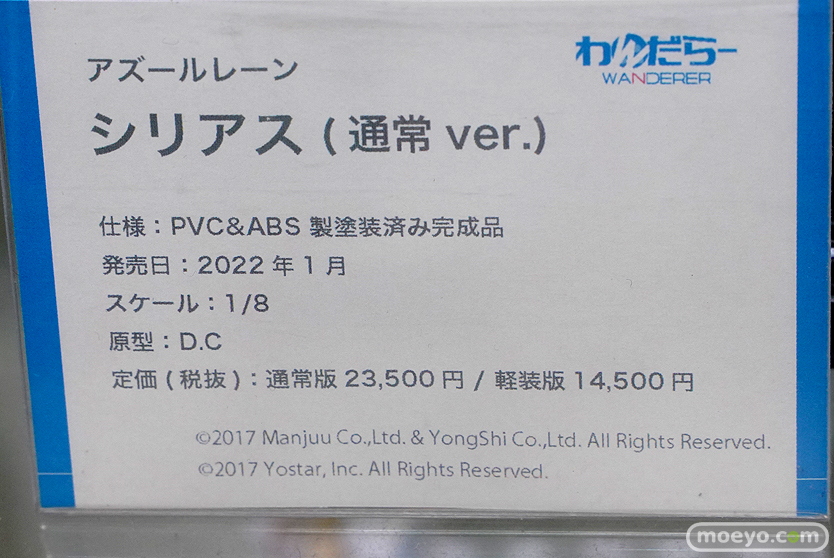 わんだらー
WANDERER
アズールレーン
シリアス ( 通常 ver.)
仕様：PVC&ABS 製塗装済み完成品
発売日：2022 年 1 月
スケール：1/8
原型：D.C
定価 ( 税抜 )：通常版 23,500 円 / 軽装版 14,500 円
©2017 Manjuu Co.,Ltd. & YongShi Co.,Ltd. All Rights Reserved.
©2017 Yostar, Inc. All Rights Reserved.
moeyo.com